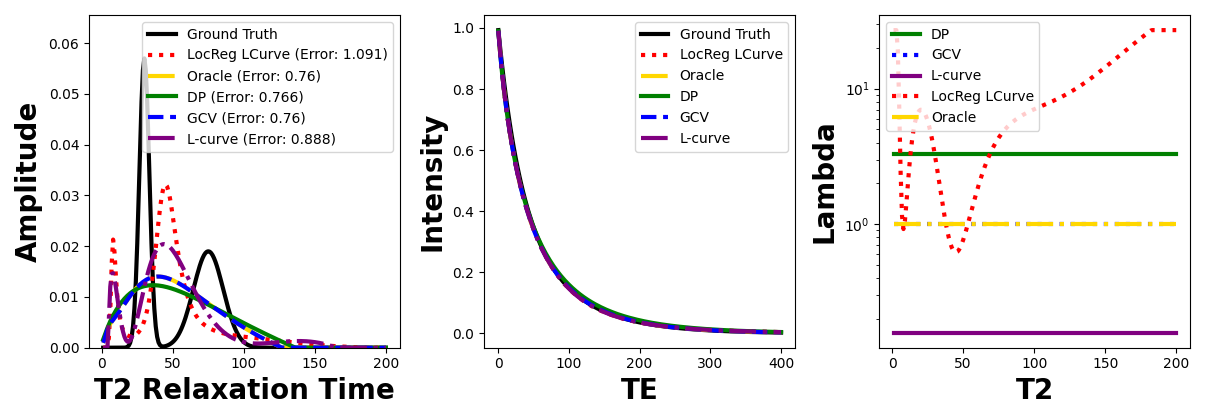 Amplitude
0.06
0.05
0.04
0.03
0.02
0.01
0.00
Ground Truth
LocReg LCurve (Error: 1.091)
Oracle (Error: 0.76)
DP (Error: 0.766)
GCV (Error: 0.76)
L-curve (Error: 0.888)
0 50 100 150 200
T2 Relaxation Time
Intensity
1.0
0.8
0.6
0.4
0.2
0.0
Ground Truth
LocReg LCurve
Oracle
DP
GCV
L-curve
0 100 200 300 400
TE
Lambda
10¹
10⁰
DP
GCV
L-curve
LocReg LCurve
Oracle
0 50 100 150 200
T2